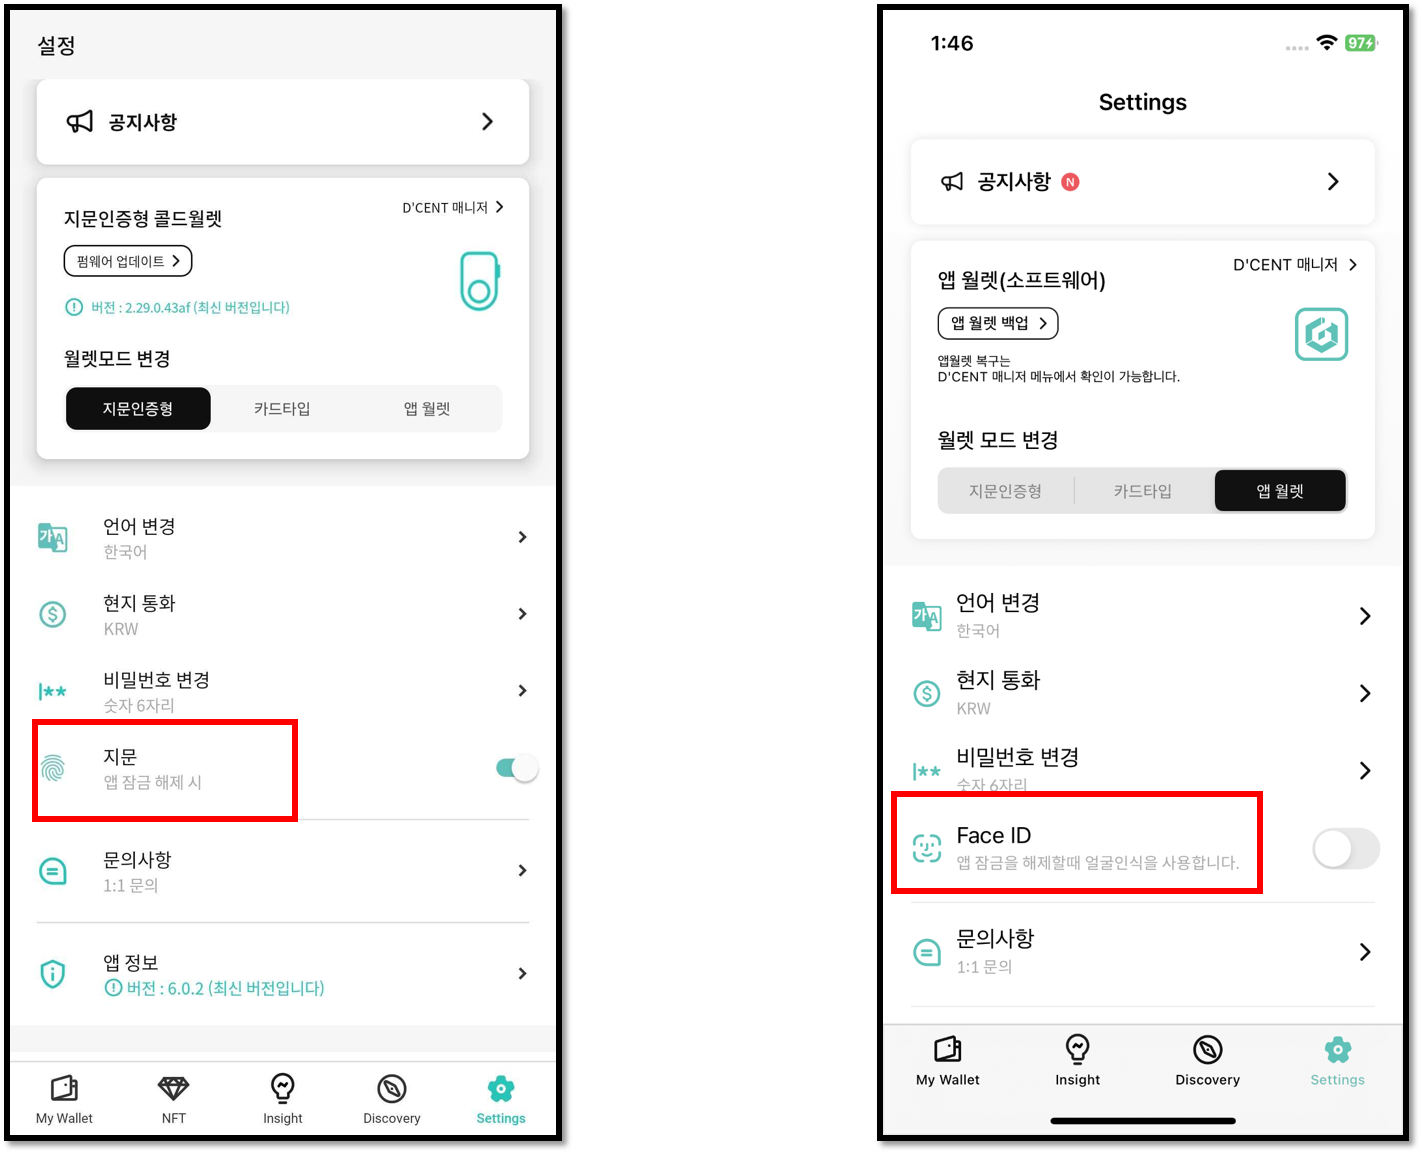 설정
공지사항
D'CENT 매니저
지문인증형 콜드월렛
펌웨어 업데이트
버전 : 2.29.0.43af (최신 버전입니다)
월렛모드 변경
지문인증형 카드타입 앱 월렛
언어 변경
한국어
현지 통화
KRW
비밀번호 변경
숫자 6자리
지문
앱 잠금 해제 시
문의사항
1:1 문의
앱 정보
버전 : 6.0.2 (최신 버전입니다)
My Wallet NFT Insight Discovery Settings
1:46 97
Settings
공지사항 N
D'CENT 매니저
앱 월렛(소프트웨어)
앱 월렛 백업
앱월렛 복구는
D'CENT 매니저 메뉴에서 확인이 가능합니다.
월렛 모드 변경
지문인증형 카드타입 앱 월렛
언어 변경
한국어
현지 통화
KRW
비밀번호 변경
숫자 6자리
Face ID
앱 잠금을 해제할때 얼굴인식을 사용합니다.
문의사항
1:1 문의
My Wallet Insight Discovery Settings